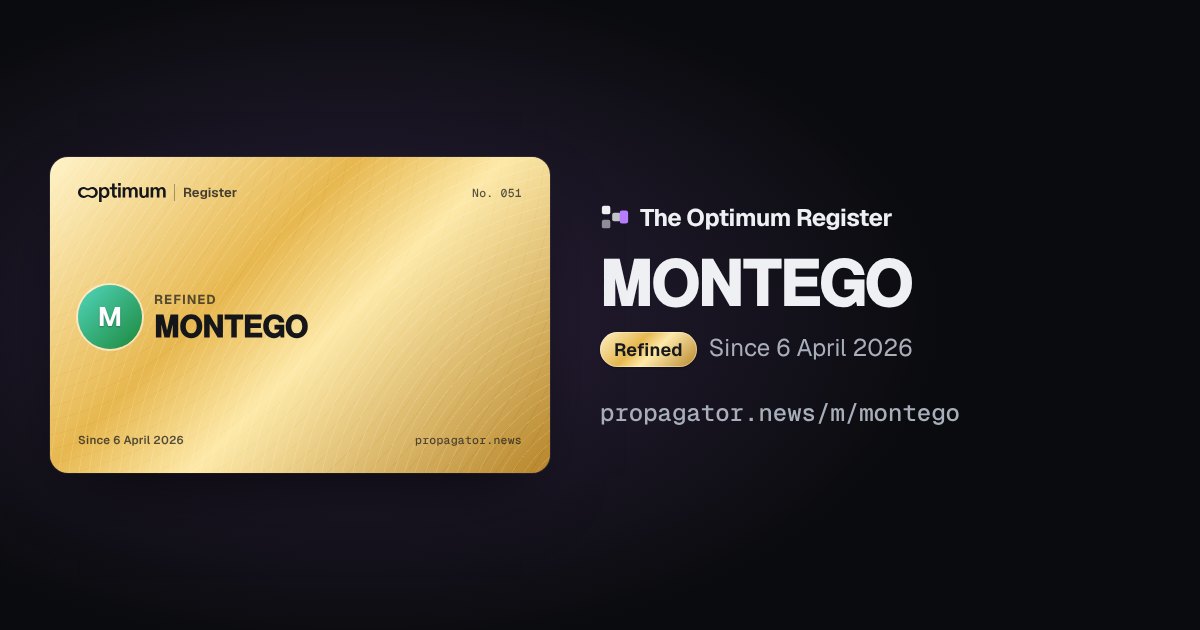 optimum | Register
No. 051
M
REFINED
MONTEGO
Since 6 April 2026
propagator.news
The Optimum Register
MONTEGO
Refined
Since 6 April 2026
propagator.news/m/montego